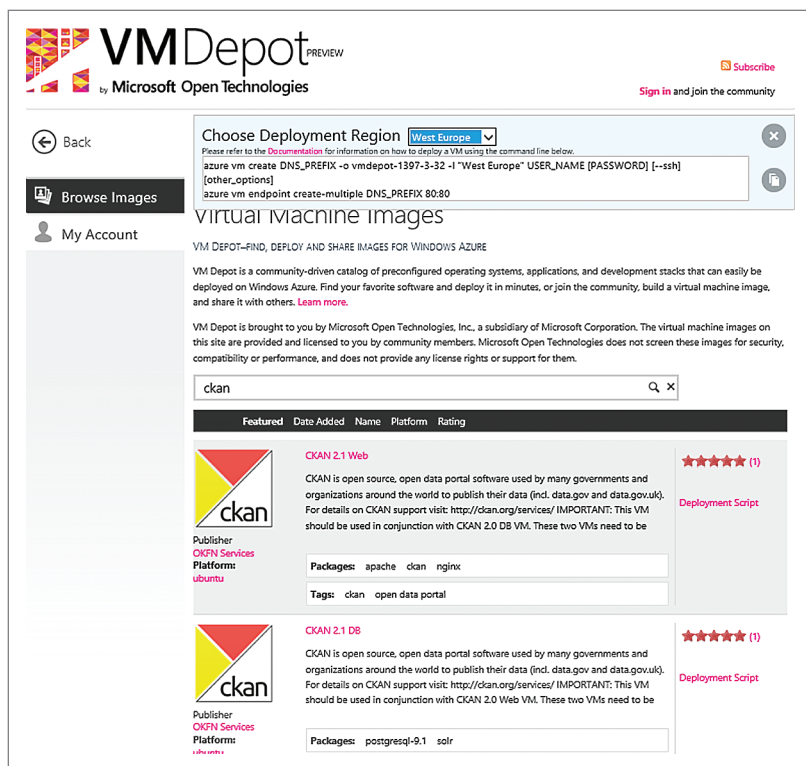 VMDepot PREVIEW
by Microsoft Open Technologies
Subscribe
Sign in and join the community
Back
Browse Images
My Account
Choose Deployment Region West Europe
Please refer to the Documentation for information on how to deploy a VM using the command line below.
azure vm create DNS_PREFIX -o vmdepot-1397-3-32 -l "West Europe" USER_NAME [PASSWORD] [--ssh]
[other_options]
azure vm endpoint create-multiple DNS_PREFIX 80:80
Virtual Machine Images
VM DEPOT–FIND, DEPLOY AND SHARE IMAGES FOR WINDOWS AZURE
VM Depot is a community-driven catalog of preconfigured operating systems, applications, and development stacks that can easily be
deployed on Windows Azure. Find your favorite software and deploy it in minutes, or join the community, build a virtual machine image,
and share it with others. Learn more.
VM Depot is brought to you by Microsoft Open Technologies, Inc., a subsidiary of Microsoft Corporation. The virtual machine images on
this site are provided and licensed to you by community members. Microsoft Open Technologies does not screen these images for security,
compatibility or performance, and does not provide any license rights or support for them.
ckan
Featured Date Added Name Platform Rating
ckan
Publisher
OKFN Services
Platform:
ubuntu
CKAN 2.1 Web
CKAN is open source, open data portal software used by many governments and
organizations around the world to publish their data (incl. data.gov and data.gov.uk).
For details on CKAN support visit: http://ckan.org/services/ IMPORTANT: This VM
should be used in conjunction with CKAN 2.0 DB VM. These two VMs need to be
Packages: apache ckan nginx
Tags: ckan open data portal
(1)
Deployment Script
ckan
Publisher
OKFN Services
Platform:
ubuntu
CKAN 2.1 DB
CKAN is open source, open data portal software used by many governments and
organizations around the world to publish their data (incl. data.gov and data.gov.uk).
For details on CKAN support visit: http://ckan.org/services/ IMPORTANT: This VM
should be used in conjunction with CKAN 2.0 Web VM. These two VMs need to be
Packages: postgresql-9.1 solr
(1)
Deployment Script